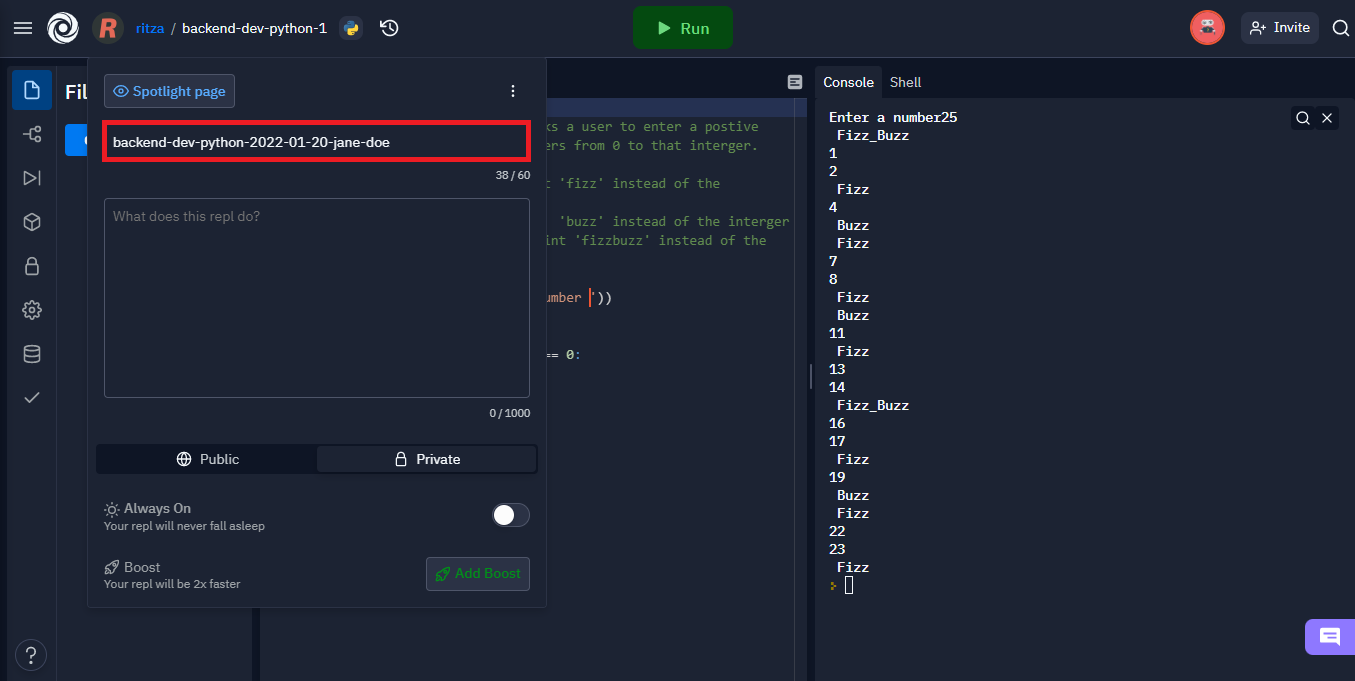 R ritza / backend-dev-python-1
Run
Invite
Fil
Spotlight page
backend-dev-python-2022-01-20-jane-doe
38 / 60
What does this repl do?
0 / 1000
Public
Private
Always On
Your repl will never fall asleep
Boost
Your repl will be 2x faster
Add Boost
?
ks a user to enter a postive
ers from 0 to that interger.
'fizz' instead of the
'buzz' instead of the interger
int 'fizzbuzz' instead of the
umber '))
== 0:
Console Shell
Enter a number25
Fizz_Buzz
1
2
Fizz
4
Buzz
Fizz
7
8
Fizz
Buzz
11
Fizz
13
14
Fizz_Buzz
16
17
Fizz
19
Buzz
Fizz
22
23
Fizz